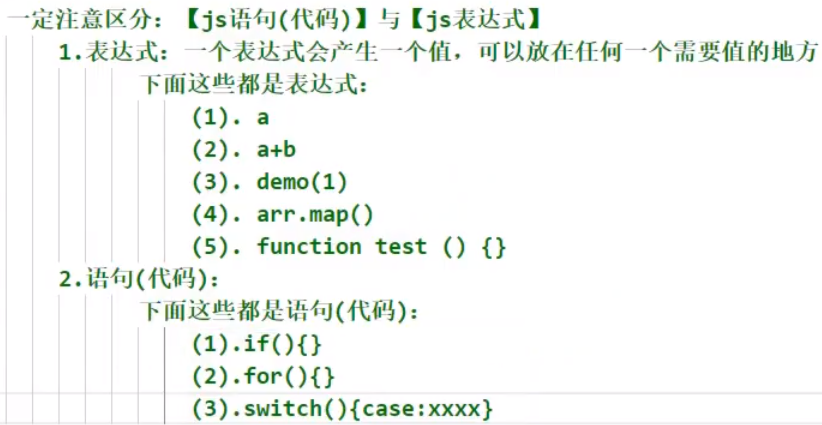 一定注意区分：【js语句(代码)】与【js表达式】
1.表达式：一个表达式会产生一个值，可以放在任何一个需要值的地方
下面这些都是表达式：
(1). a
(2). a+b
(3). demo(1)
(4). arr.map()
(5). function test () {}
2.语句(代码)：
下面这些都是语句(代码)：
(1).if(){}
(2).for(){}
(3).switch(){case:xxxx}